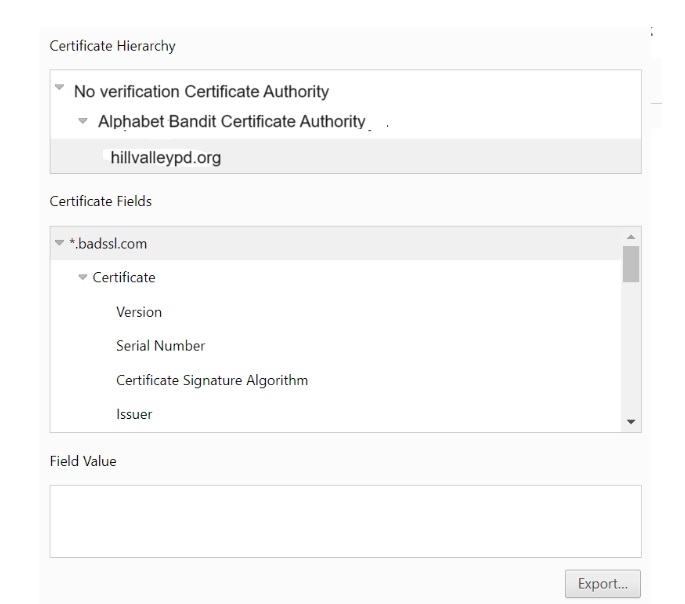 Certificate Hierarchy
No verification Certificate Authority
Alphabet Bandit Certificate Authority
hillvalleypd.org
Certificate Fields
*.badssl.com
Certificate
Version
Serial Number
Certificate Signature Algorithm
Issuer
Field Value
Export...